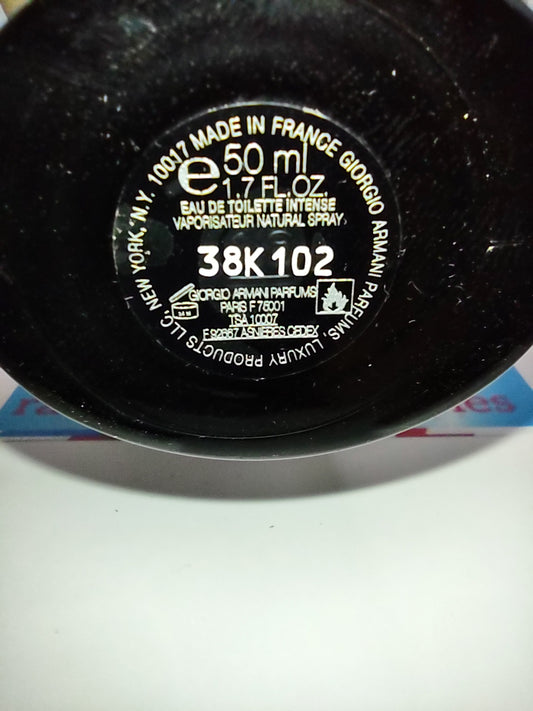 MADE IN FRANCE GIORGIO ARMANI PARFUMS, LUXURY PRODUCTS LLC, NEW YORK, N.Y. 10017
e 50 ml
1.7 FL.OZ.
EAU DE TOILETTE INTENSE
VAPORISATEUR NATURAL SPRAY
38K102
GIORGIO ARMANI PARFUMS
PARIS F 75001
TSA 10007
F 92667 ASNIERES CEDEX